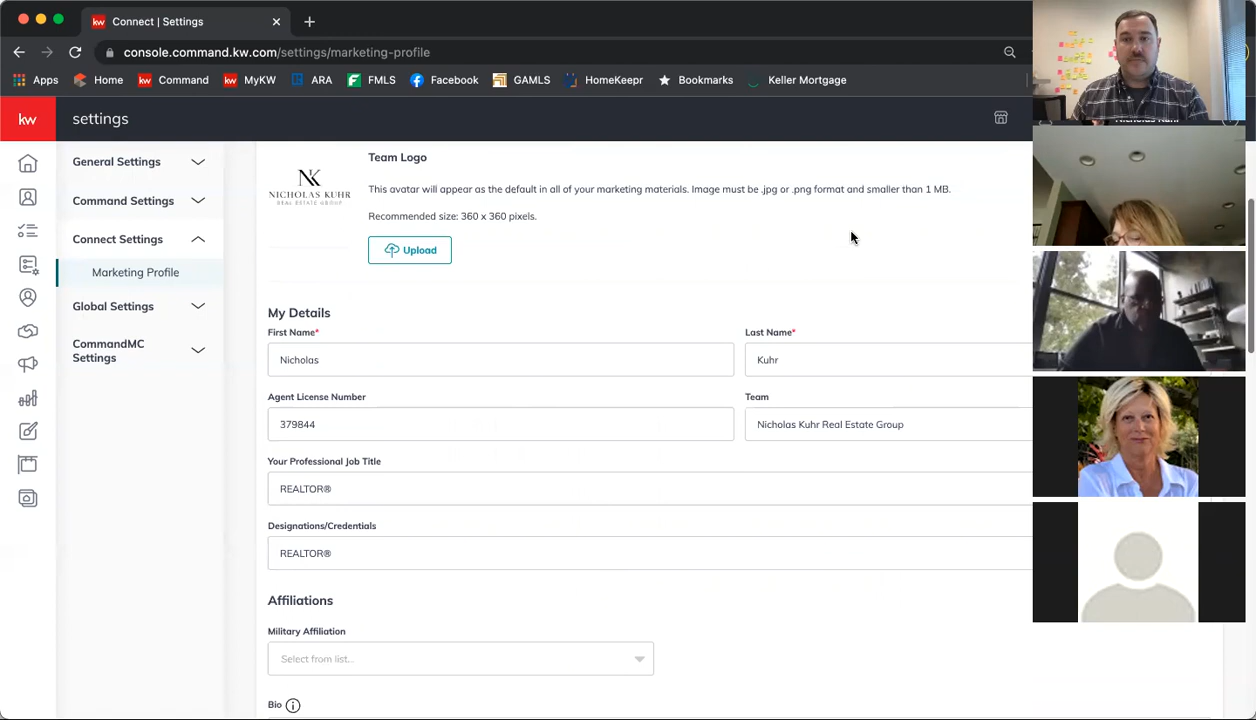 kw Connect | Settings
console.command.kw.com/settings/marketing-profile
Apps Home kw Command kw MyKW ARA FMLS Facebook GAMLS HomeKeepr Bookmarks Keller Mortgage
kw settings
General Settings
Command Settings
Connect Settings
Marketing Profile
Global Settings
CommandMC
Settings
NK
NICHOLAS KUHR
REAL ESTATE GROUP
Team Logo
This avatar will appear as the default in all of your marketing materials. Image must be .jpg or .png format and smaller than 1 MB.
Recommended size: 360 x 360 pixels.
Upload
My Details
First Name* Last Name*
Nicholas Kuhr
Agent License Number Team
379844 Nicholas Kuhr Real Estate Group
Your Professional Job Title
REALTOR®
Designations/Credentials
REALTOR®
Affiliations
Military Affiliation
Select from list...
Bio